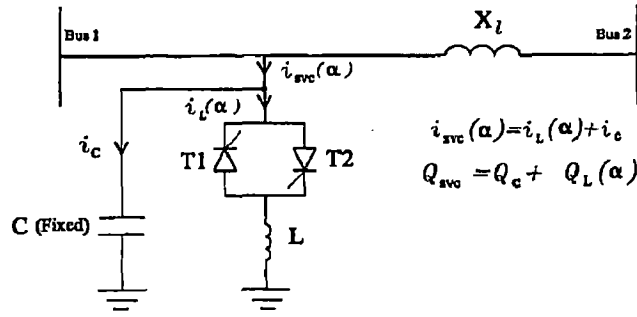 Bus 1
Bus 2
X_l
i_svc(α)
i_L(α)
i_c
T1
T2
C (Fixed)
L
i_svc(α)=i_L(α)+i_c
Q_svc = Q_c + Q_L(α)